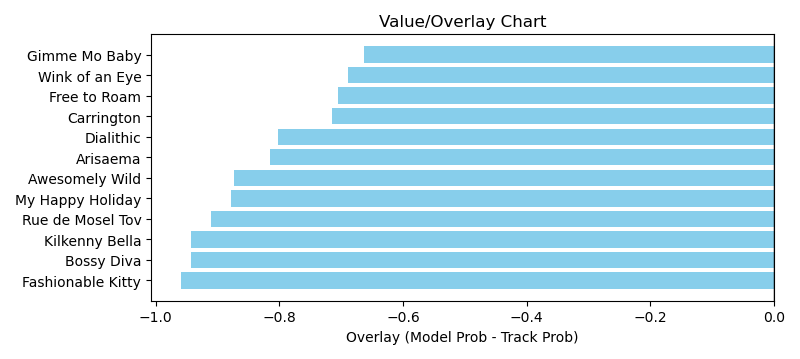 Value/Overlay Chart
Gimme Mo Baby
Wink of an Eye
Free to Roam
Carrington
Dialithic
Arisaema
Awesomely Wild
My Happy Holiday
Rue de Mosel Tov
Kilkenny Bella
Bossy Diva
Fashionable Kitty
−1.0 −0.8 −0.6 −0.4 −0.2 0.0
Overlay (Model Prob - Track Prob)